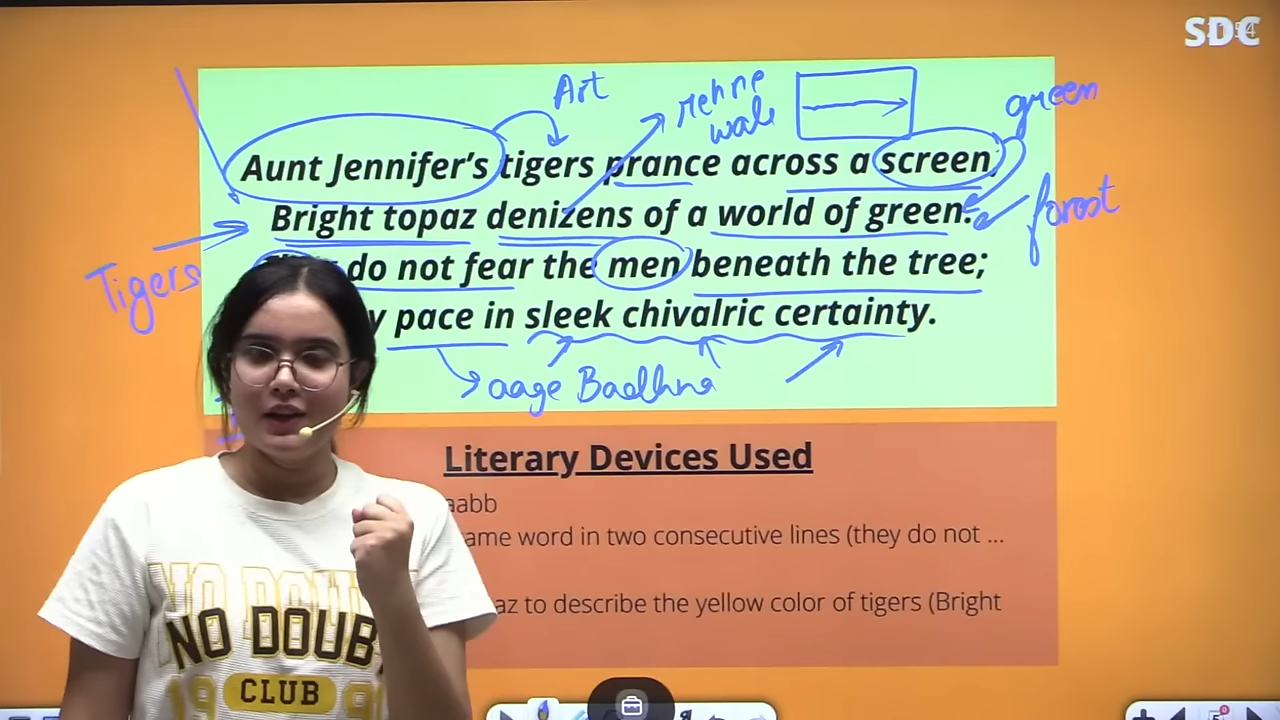 SDC
Art
rehne
wale
green
Aunt Jennifer's tigers prance across a screen,
Bright topaz denizens of a world of green.
forest
Tigers
do not fear the men beneath the tree;
pace in sleek chivalric certainty.
aage Badhna
Literary Devices Used
aabb
ame word in two consecutive lines (they do not ...
az to describe the yellow color of tigers (Bright
NO DOUB
CLUB
19 9